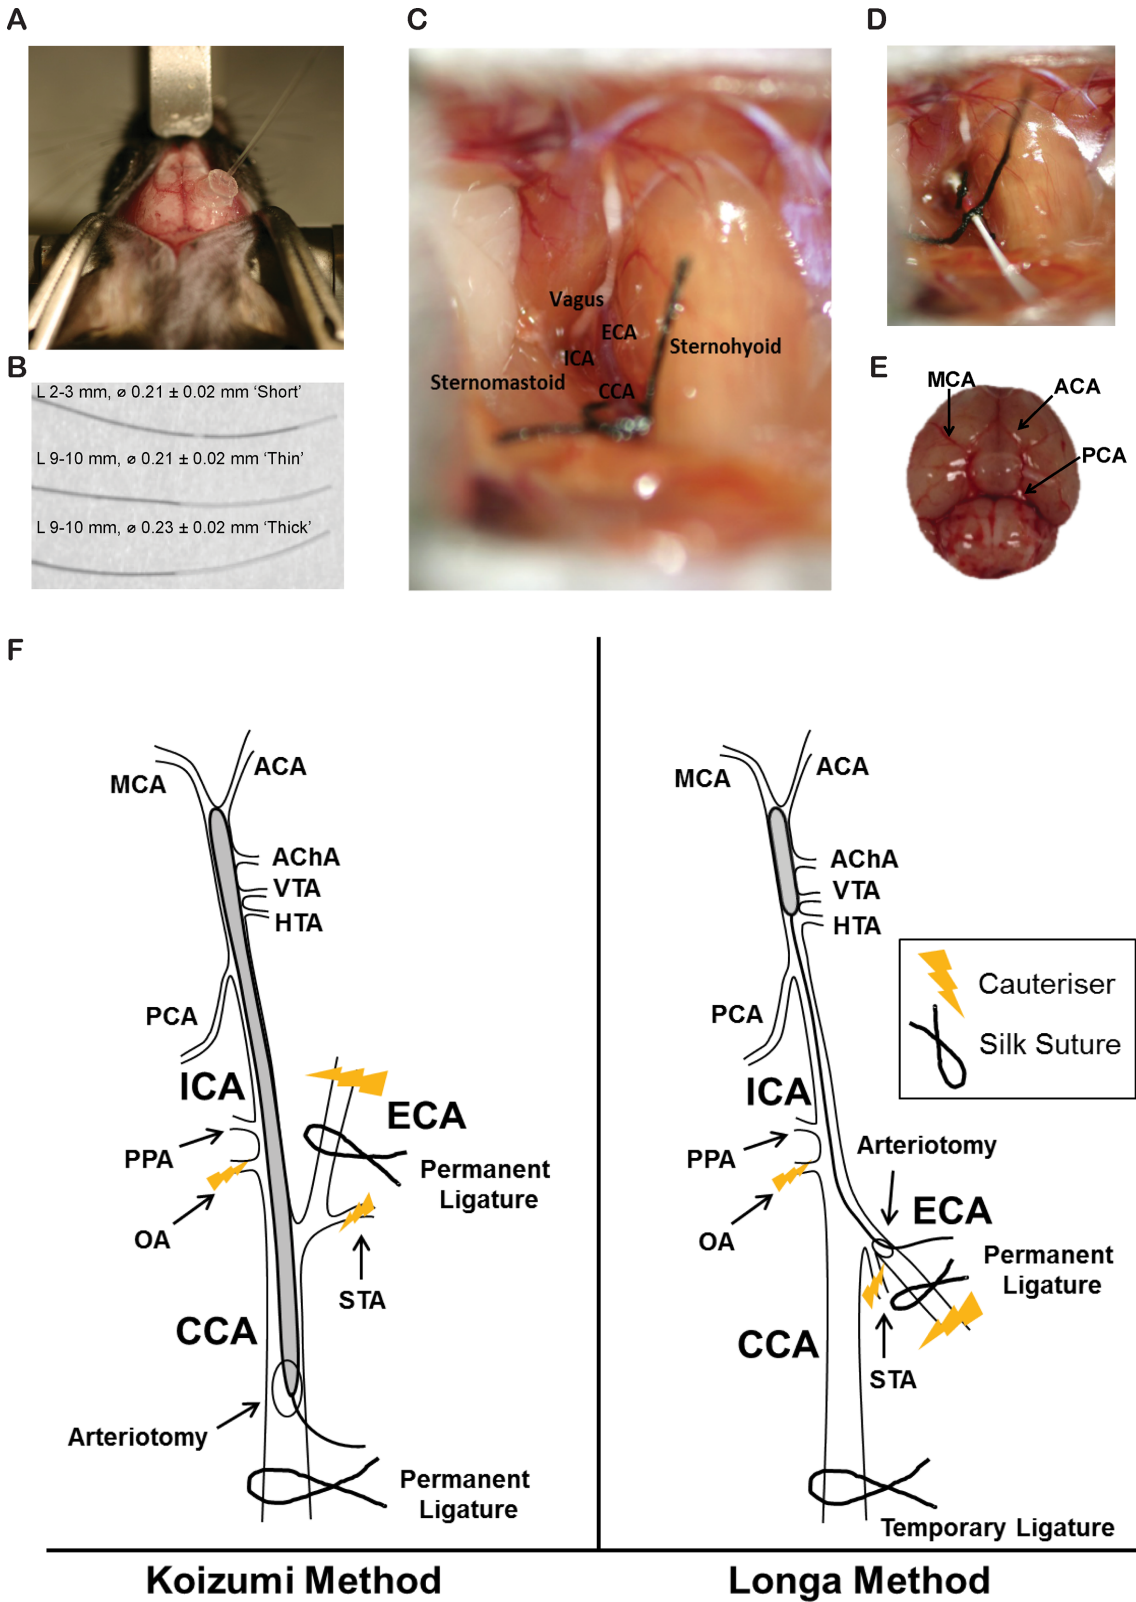 A
B
L 2-3 mm, ø 0.21 ± 0.02 mm ‘Short’
L 9-10 mm, ø 0.21 ± 0.02 mm ‘Thin’
L 9-10 mm, ø 0.23 ± 0.02 mm ‘Thick’
C
Vagus
ECA
ICA
Sternohyoid
Sternomastoid
CCA
D
E
MCA
ACA
PCA
F
MCA
ACA
AChA
VTA
HTA
PCA
ICA
ECA
PPA
Permanent
Ligature
OA
STA
CCA
Arteriotomy
Permanent
Ligature
Koizumi Method
MCA
ACA
AChA
VTA
HTA
PCA
ICA
Arteriotomy
PPA
ECA
OA
Permanent
Ligature
CCA
STA
Temporary Ligature
Longa Method
Cauteriser
Silk Suture